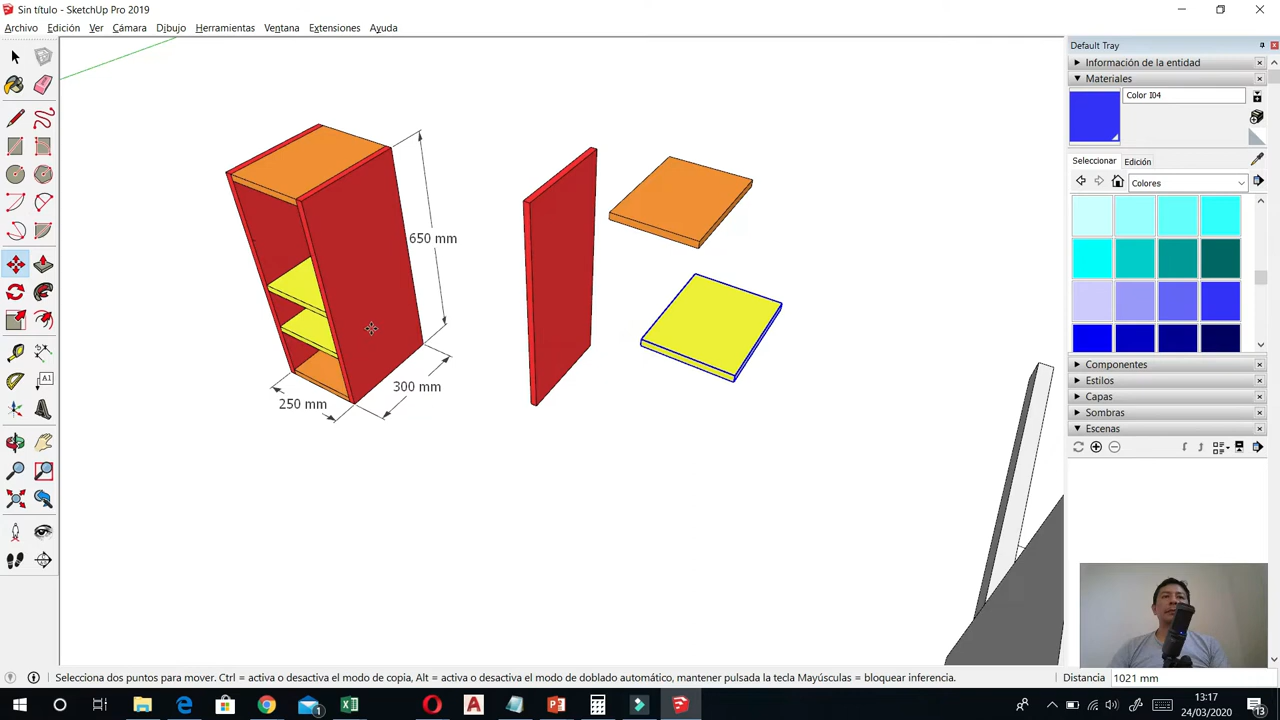 Sin título - SketchUp Pro 2019
Archivo Edición Ver Cámara Dibujo Herramientas Ventana Extensiones Ayuda
Default Tray
Información de la entidad
Materiales
Color I04
Seleccionar Edición
Colores
650 mm
300 mm
250 mm
A1
Componentes
Estilos
Capas
Sombras
Escenas
Selecciona dos puntos para mover. Ctrl = activa o desactiva el modo de copia, Alt = activa o desactiva el modo de doblado automático, mantener pulsada la tecla Mayúsculas = bloquear inferencia.
Distancia 1021 mm
13:17
24/03/2020
13